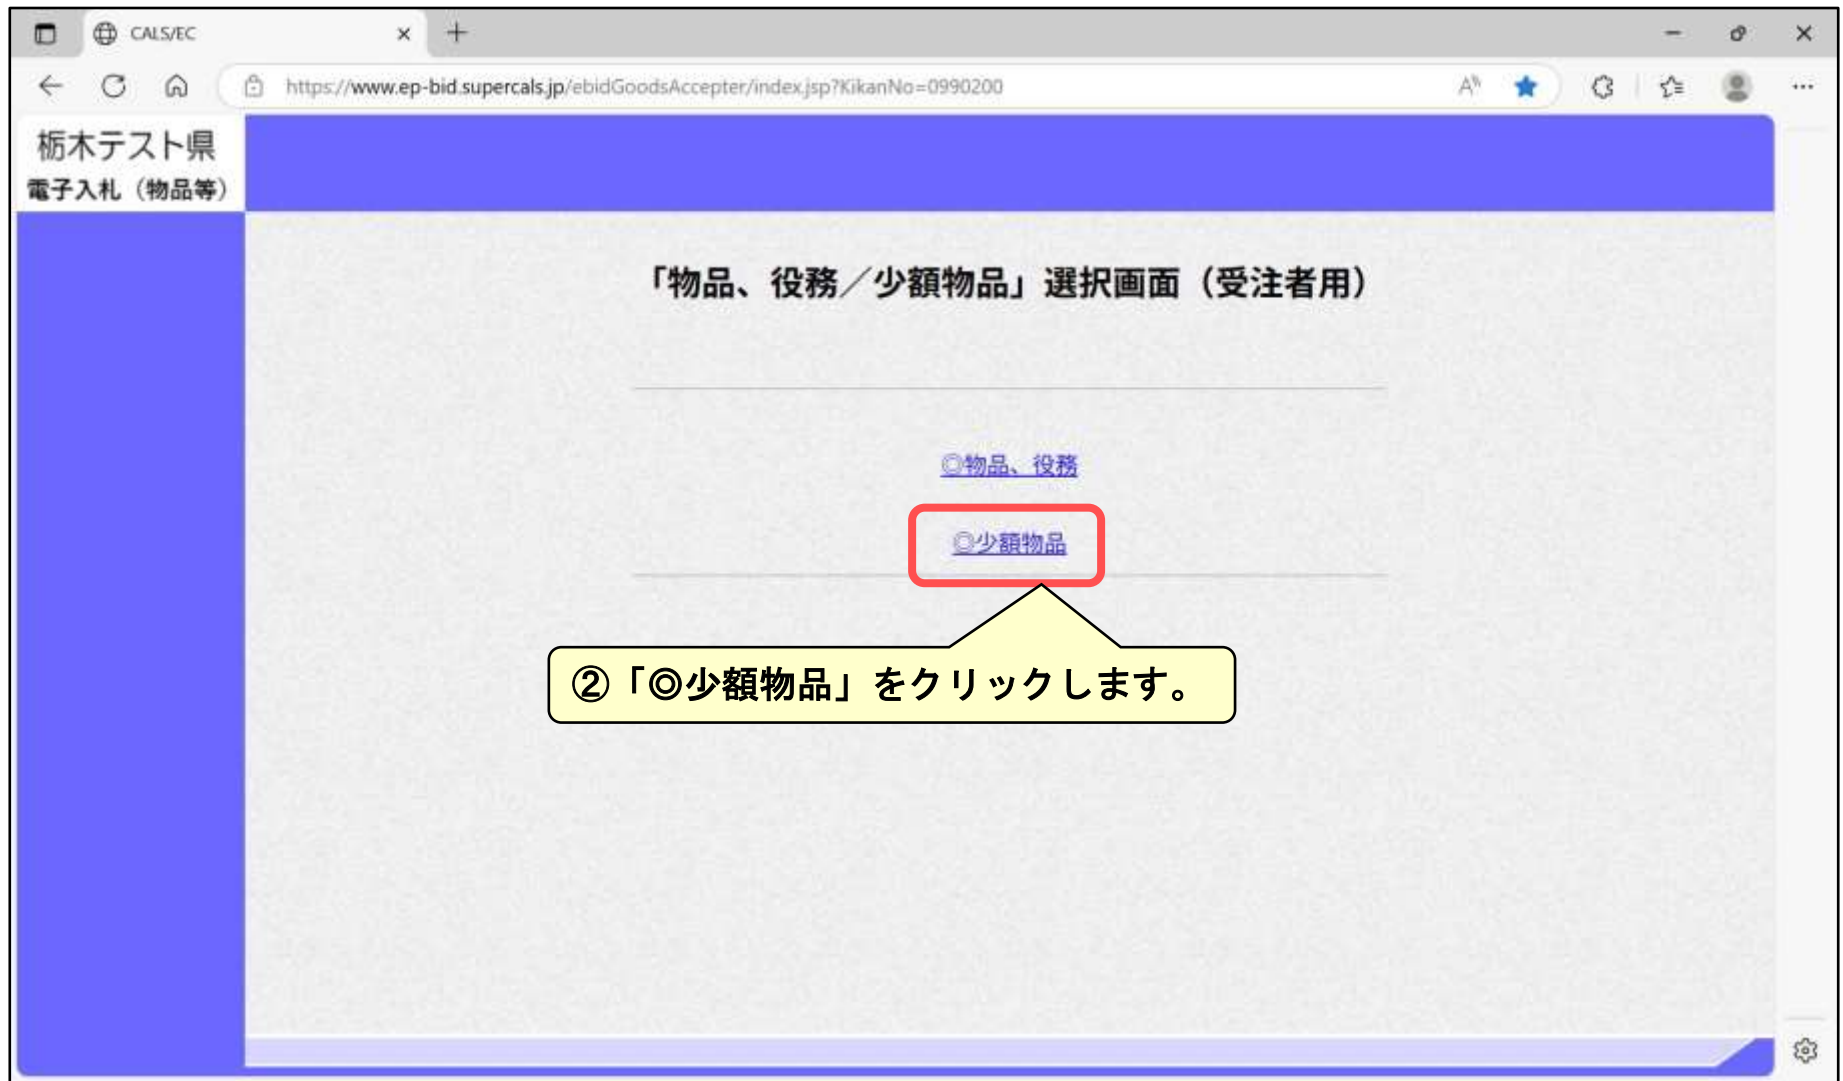 CALS/EC
https://www.ep-bid.supercals.jp/ebidGoodsAccepter/index.jsp?KikanNo=0990200
栃木テスト県
電子入札（物品等）
「物品、役務／少額物品」選択画面（受注者用）
◎物品、役務
◎少額物品
②「◎少額物品」をクリックします。